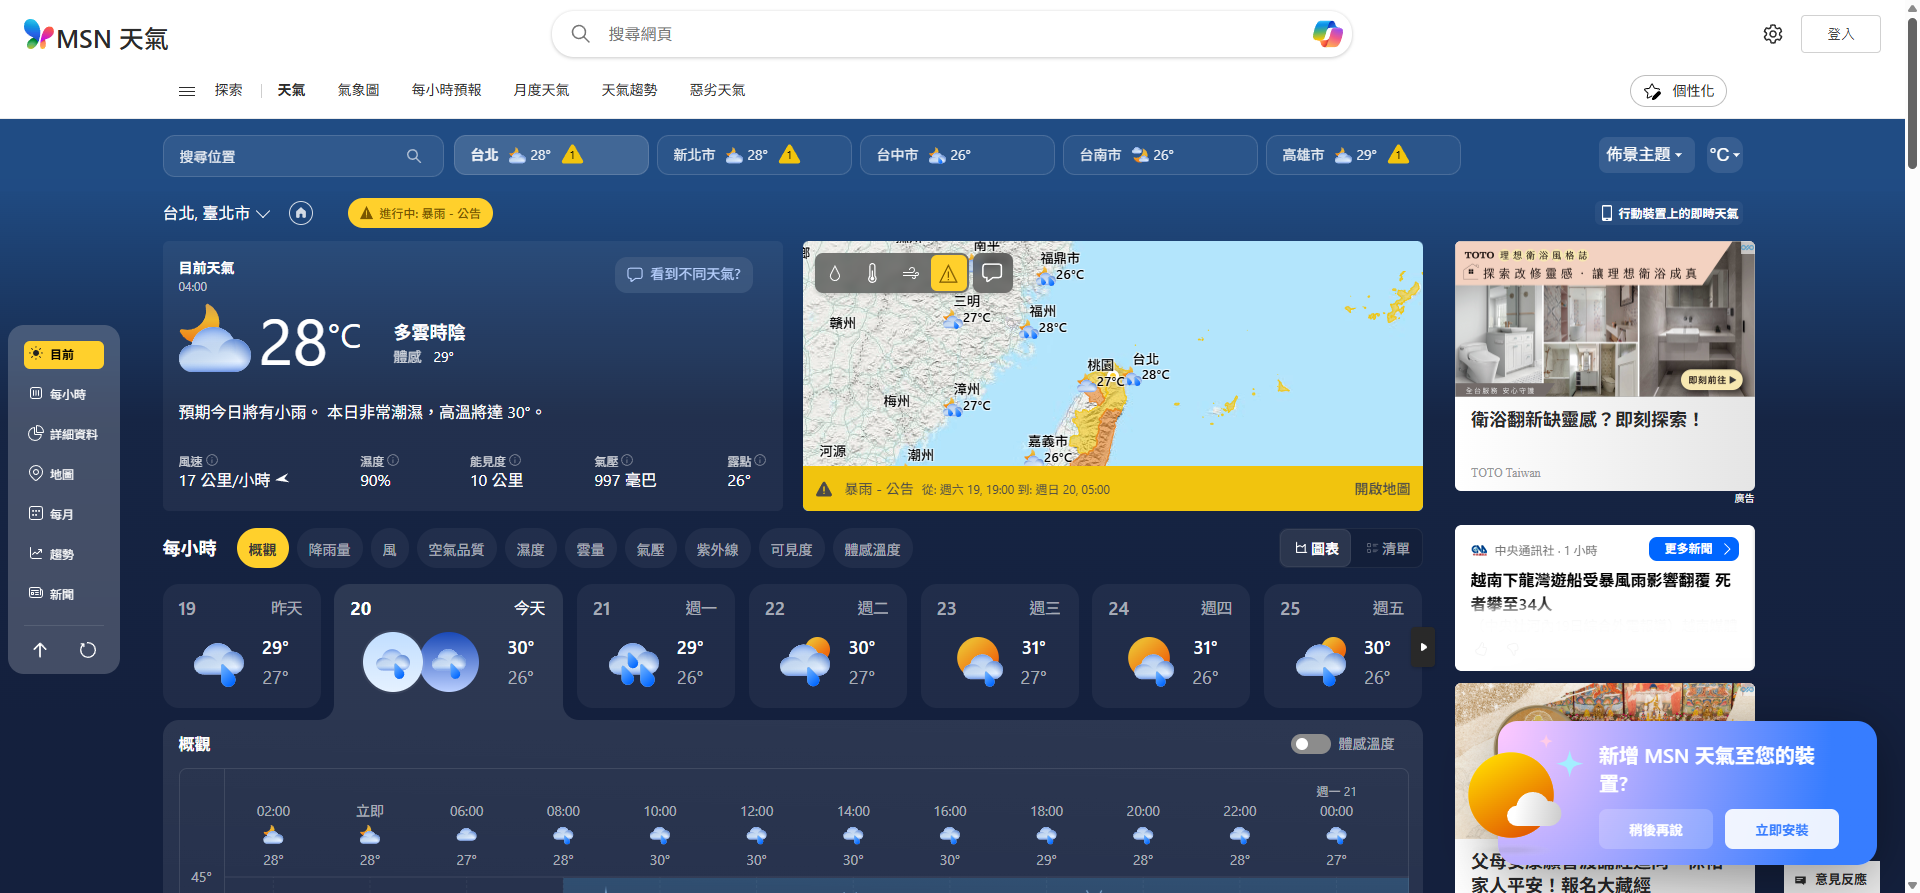 MSN 天氣
搜尋網頁
登入
探索
天氣
氣象圖
每小時預報
月度天氣
天氣趨勢
惡劣天氣
個性化
搜尋位置
台北 28° 1
新北市 28° 1
台中市 26°
台南市 26°
高雄市 29° 1
佈景主題
°C
台北, 臺北市
進行中: 暴雨 - 公告
行動裝置上的即時天氣
目前天氣
04:00
看到不同天氣?
28°C
多雲時陰
體感 29°
預期今日將有小雨。 本日非常潮濕，高溫將達 30°。
風速
17 公里/小時
濕度
90%
能見度
10 公里
氣壓
997 毫巴
露點
26°
目前
每小時
詳細資料
地圖
每月
趨勢
新聞
南平
福鼎市
26°C
三明
27°C
福州
28°C
贛州
桃園
27°C
台北
28°C
漳州
27°C
梅州
嘉義市
26°C
河源
潮州
暴雨 - 公告 從: 週六 19, 19:00 到: 週日 20, 05:00
開啟地圖
TOTO 理想衛浴風格誌
探索改修靈感．讓理想衛浴成真
即刻前往
全台服務 安心守護
衛浴翻新缺靈感？即刻探索！
TOTO Taiwan
廣告
每小時
概觀
降雨量
風
空氣品質
濕度
雲量
氣壓
紫外線
可見度
體感溫度
圖表
清單
19 昨天
29°
27°
20 今天
30°
26°
21 週一
29°
26°
22 週二
30°
27°
23 週三
31°
27°
24 週四
31°
26°
25 週五
30°
26°
中央通訊社 · 1 小時
更多新聞
越南下龍灣遊船受暴風雨影響翻覆 死
者攀至34人
概觀
體感溫度
週一 21
02:00 立即 06:00 08:00 10:00 12:00 14:00 16:00 18:00 20:00 22:00 00:00
28° 28° 27° 28° 30° 30° 30° 30° 29° 28° 28° 27°
45°
新增 MSN 天氣至您的裝
置?
稍後再說
立即安裝
家人平安！報名大藏經
意見反應